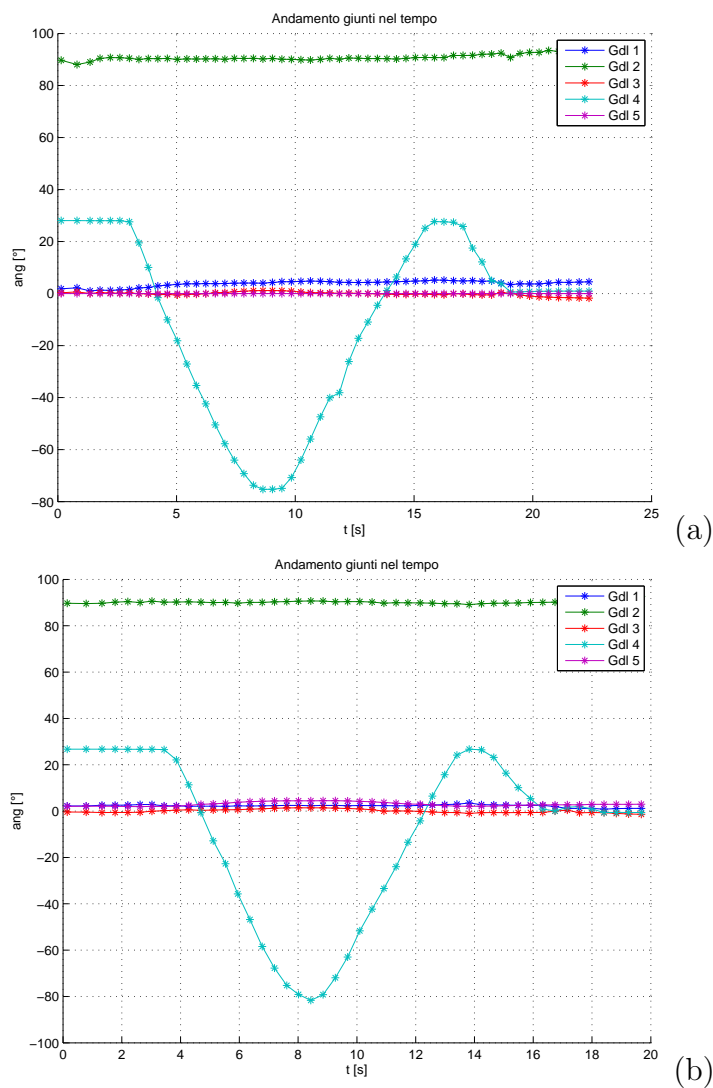 Andamento giunti nel tempo
100
80
60
40
20
0
−20
−40
−60
−80
ang [°]
0 5 10 15 20 25
t [s]
Gdl 1
Gdl 2
Gdl 3
Gdl 4
Gdl 5
(a)
Andamento giunti nel tempo
100
80
60
40
20
0
−20
−40
−60
−80
−100
ang [°]
0 2 4 6 8 10 12 14 16 18 20
t [s]
Gdl 1
Gdl 2
Gdl 3
Gdl 4
Gdl 5
(b)